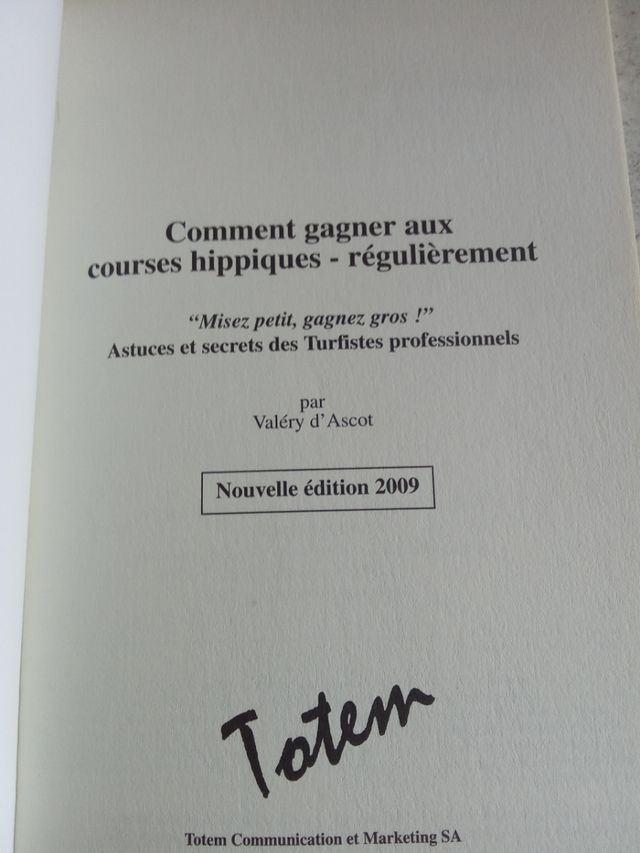 Comment gagner aux
courses hippiques - régulièrement
“Misez petit, gagnez gros !”
Astuces et secrets des Turfistes professionnels
par
Valéry d’Ascot
Nouvelle édition 2009
Totem
Totem Communication et Marketing SA